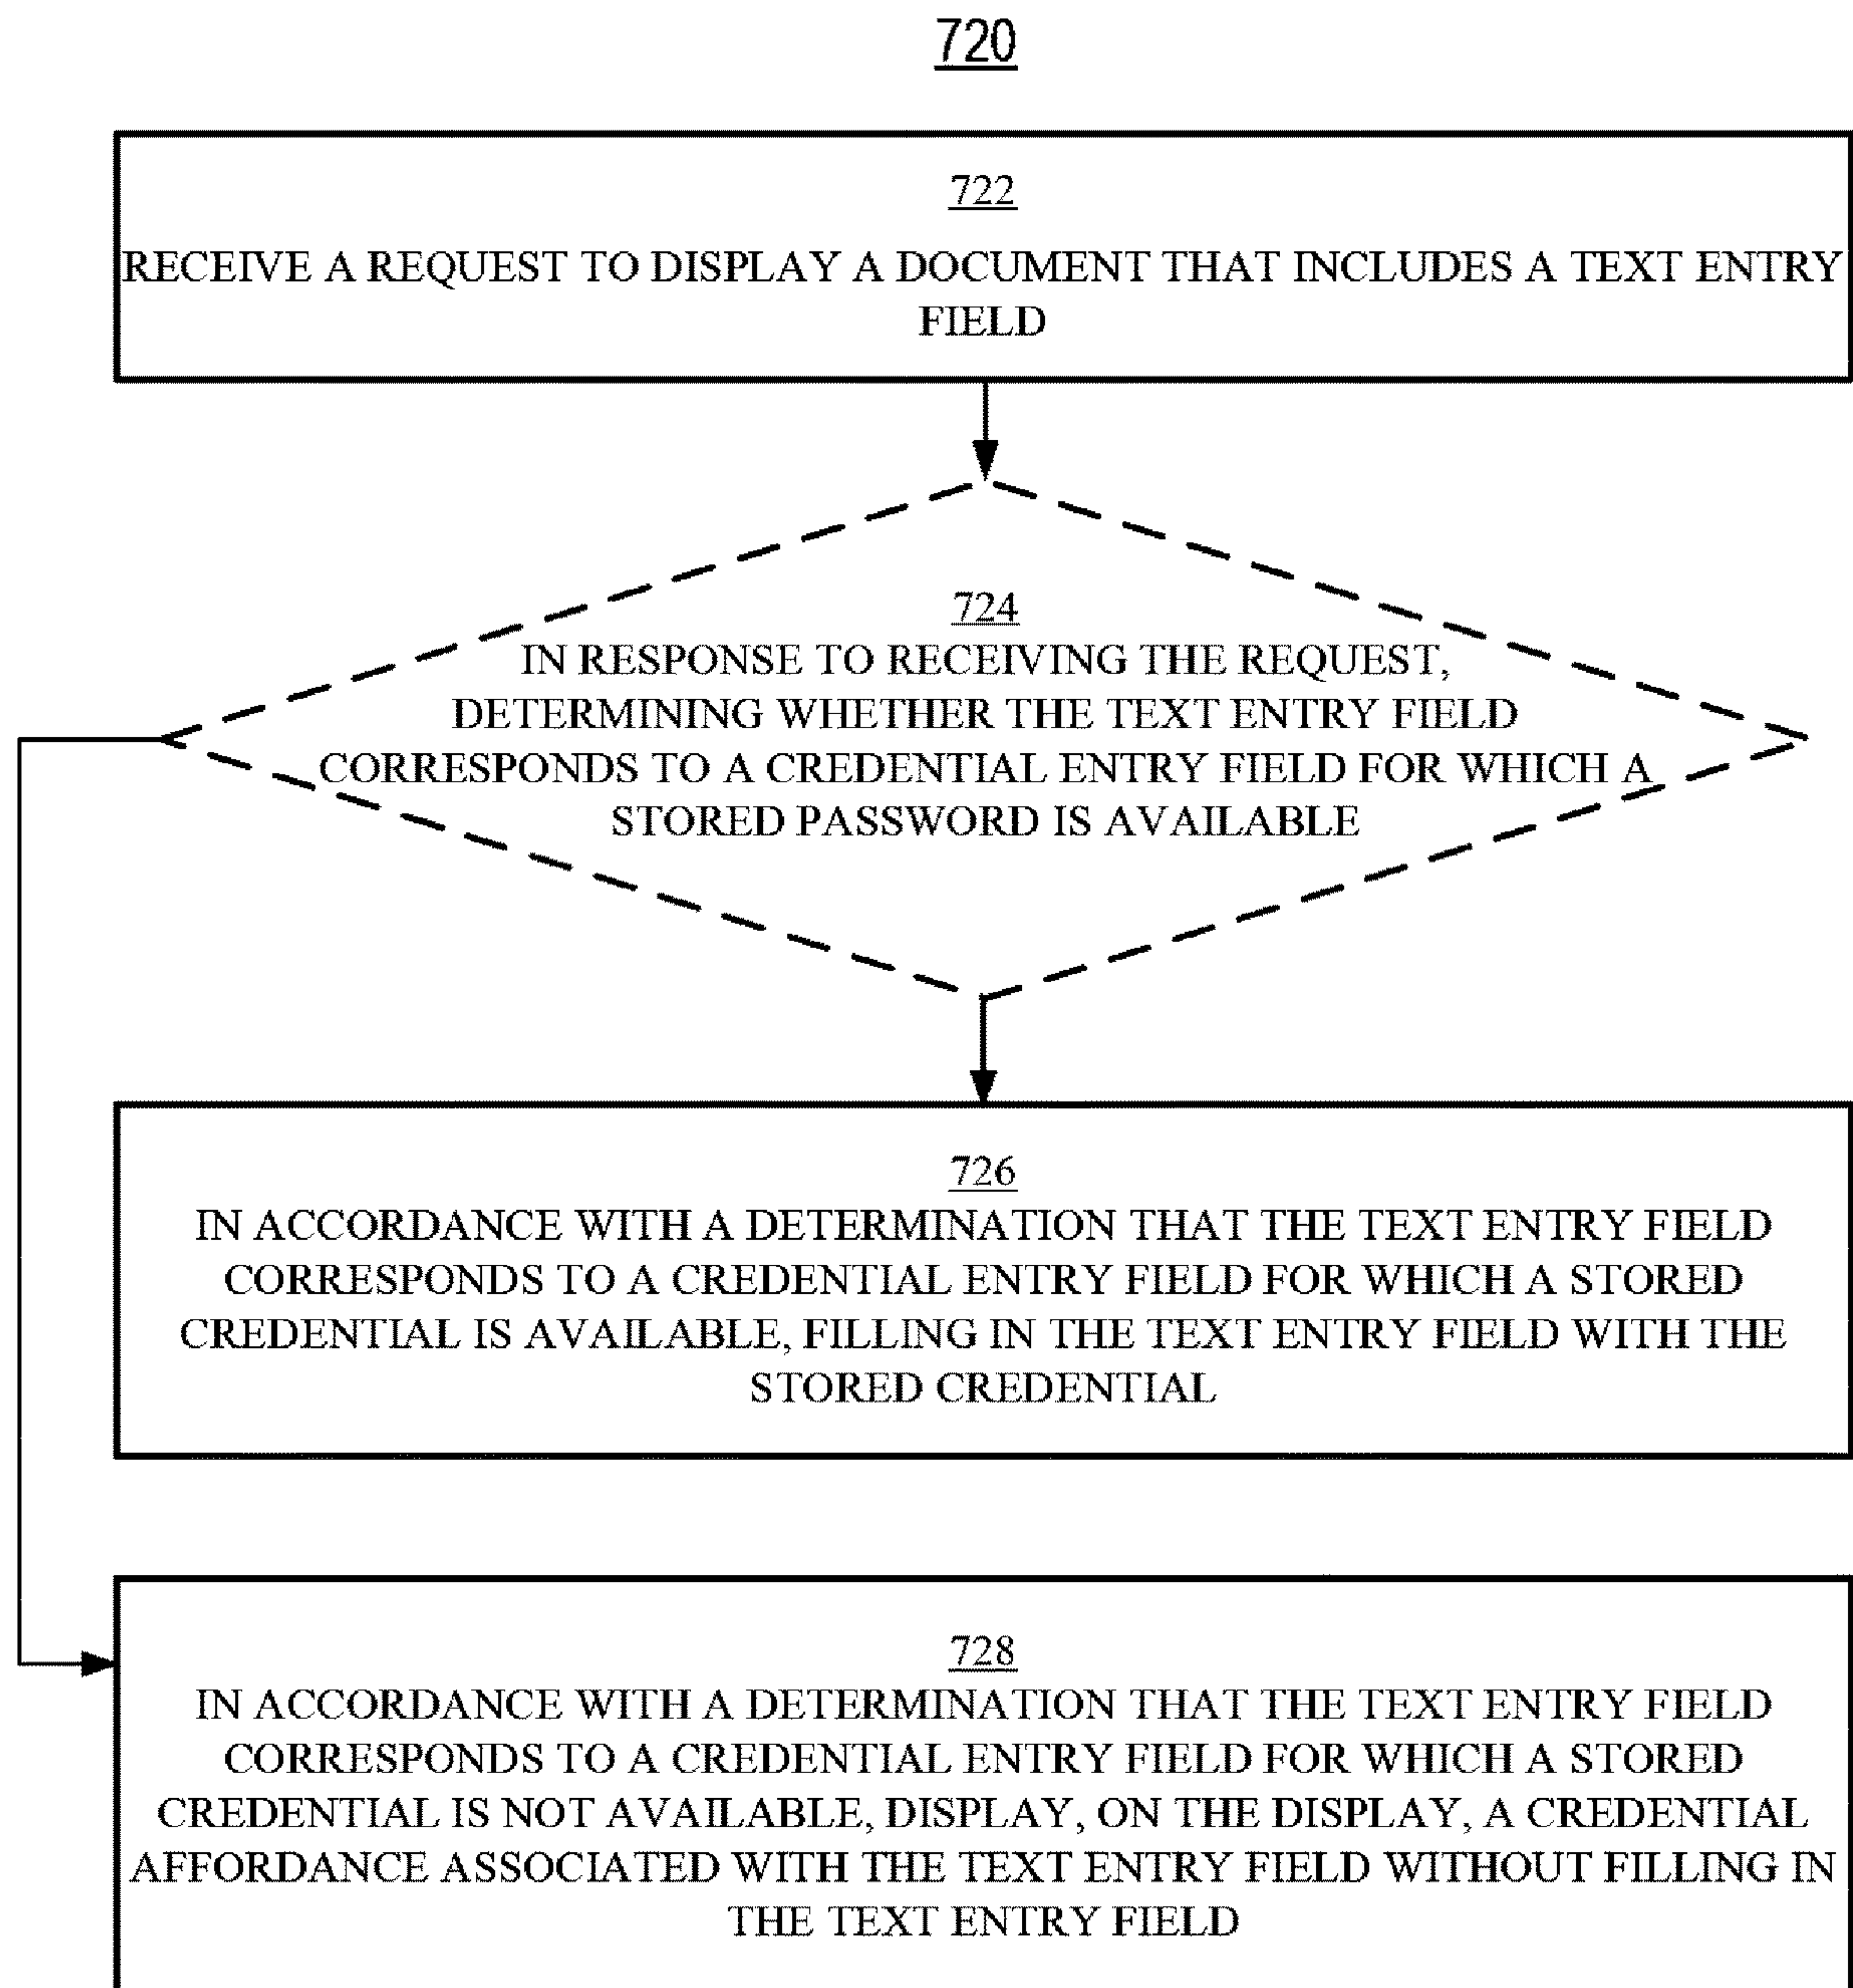 720
722
RECEIVE A REQUEST TO DISPLAY A DOCUMENT THAT INCLUDES A TEXT ENTRY
FIELD
724
IN RESPONSE TO RECEIVING THE REQUEST,
DETERMINING WHETHER THE TEXT ENTRY FIELD
CORRESPONDS TO A CREDENTIAL ENTRY FIELD FOR WHICH A
STORED PASSWORD IS AVAILABLE
726
IN ACCORDANCE WITH A DETERMINATION THAT THE TEXT ENTRY FIELD
CORRESPONDS TO A CREDENTIAL ENTRY FIELD FOR WHICH A STORED
CREDENTIAL IS AVAILABLE, FILLING IN THE TEXT ENTRY FIELD WITH THE
STORED CREDENTIAL
728
IN ACCORDANCE WITH A DETERMINATION THAT THE TEXT ENTRY FIELD
CORRESPONDS TO A CREDENTIAL ENTRY FIELD FOR WHICH A STORED
CREDENTIAL IS NOT AVAILABLE, DISPLAY, ON THE DISPLAY, A CREDENTIAL
AFFORDANCE ASSOCIATED WITH THE TEXT ENTRY FIELD WITHOUT FILLING IN
THE TEXT ENTRY FIELD